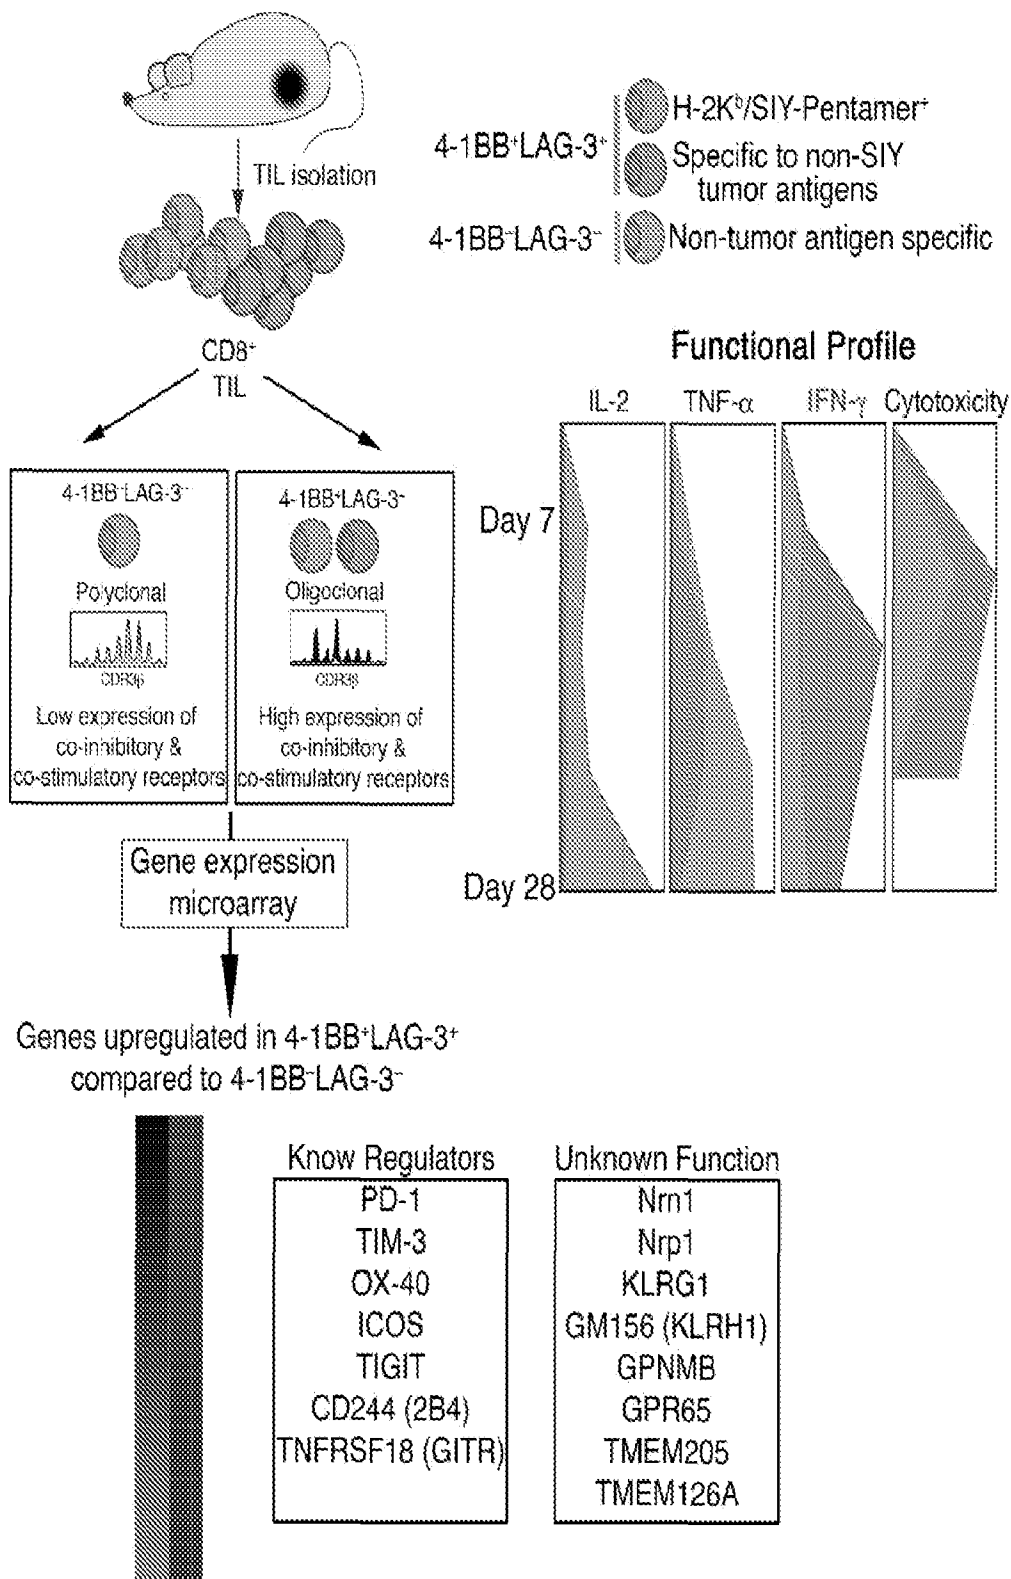 TIL isolation
4-1BB⁺LAG-3⁺
H-2Kᵇ/SIY-Pentamer⁺
Specific to non-SIY
tumor antigens
4-1BB⁻LAG-3⁻
Non-tumor antigen specific
CD8⁺
TIL
4-1BB⁻LAG-3⁻
Polyclonal
CDR3β
Low expression of
co-inhibitory &
co-stimulatory receptors
4-1BB⁺LAG-3⁺
Oligoclonal
CDR3β
High expression of
co-inhibitory &
co-stimulatory receptors
Functional Profile
IL-2
TNF-α
IFN-γ
Cytotoxicity
Day 7
Day 28
Gene expression
microarray
Genes upregulated in 4-1BB⁺LAG-3⁺
compared to 4-1BB⁻LAG-3⁻
Know Regulators
PD-1
TIM-3
OX-40
ICOS
TIGIT
CD244 (2B4)
TNFRSF18 (GITR)
Unknown Function
Nrn1
Nrp1
KLRG1
GM156 (KLRH1)
GPNMB
GPR65
TMEM205
TMEM126A